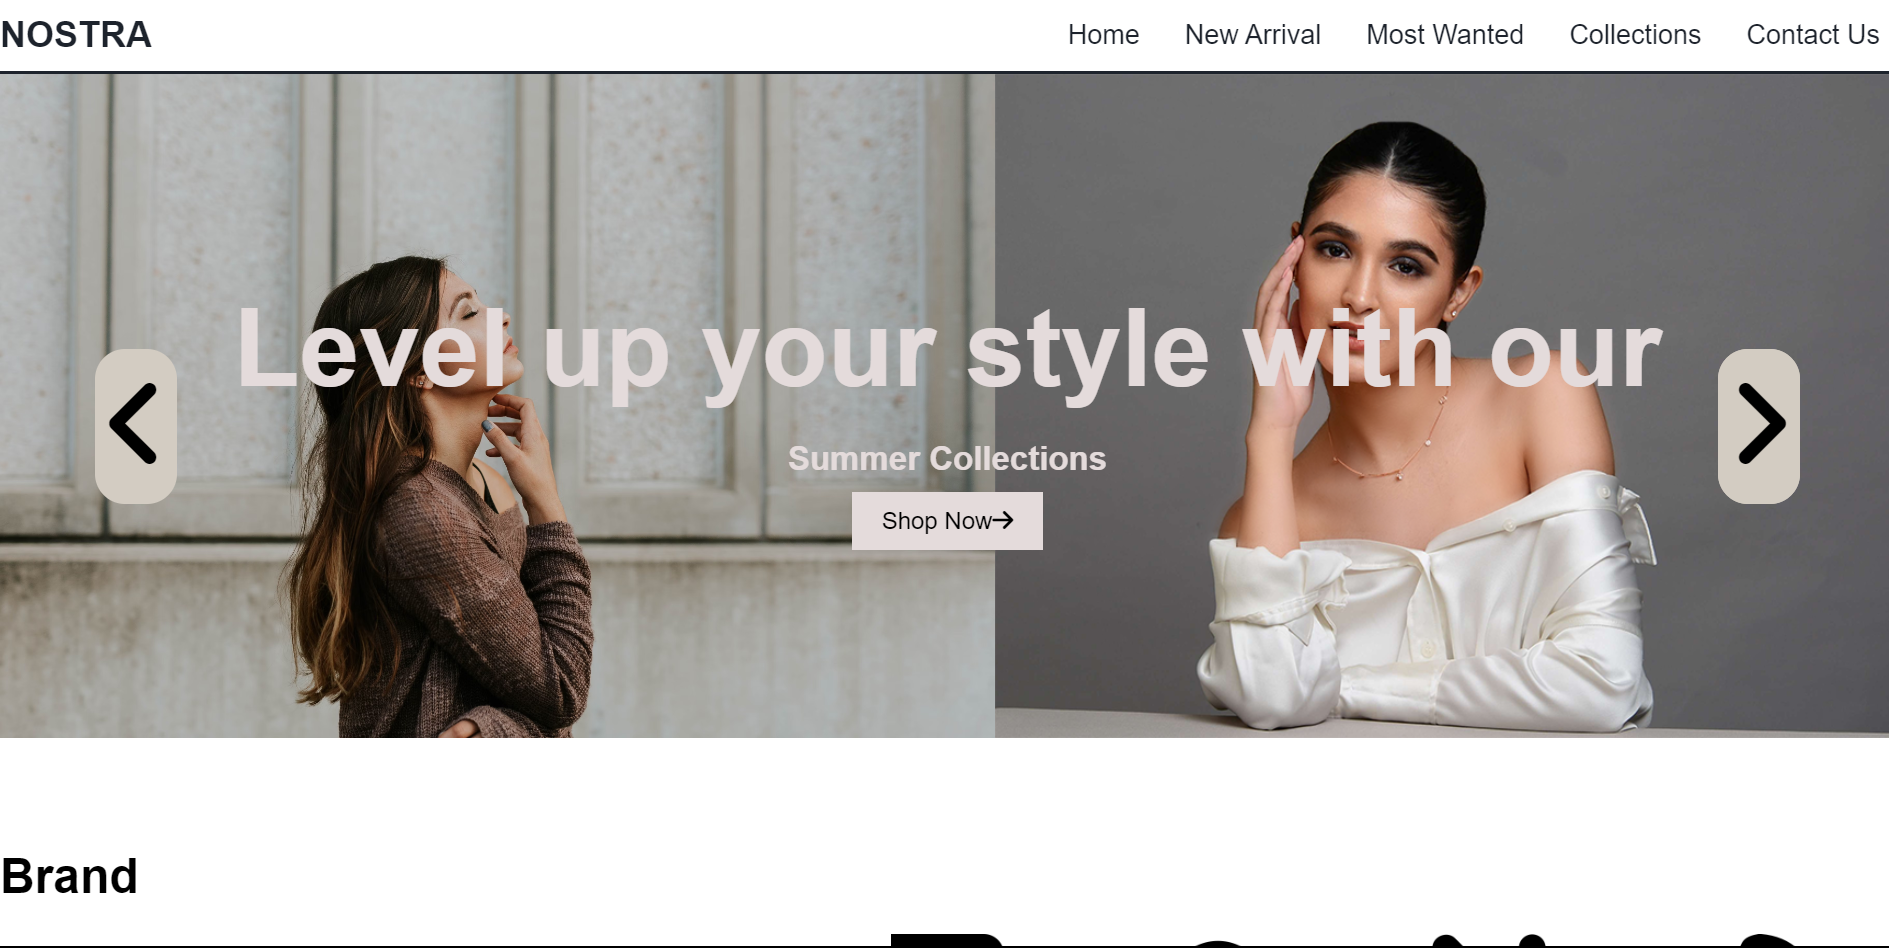 NOSTRA
Home New Arrival Most Wanted Collections Contact Us
Level up your style with our
Summer Collections
Shop Now
Brand